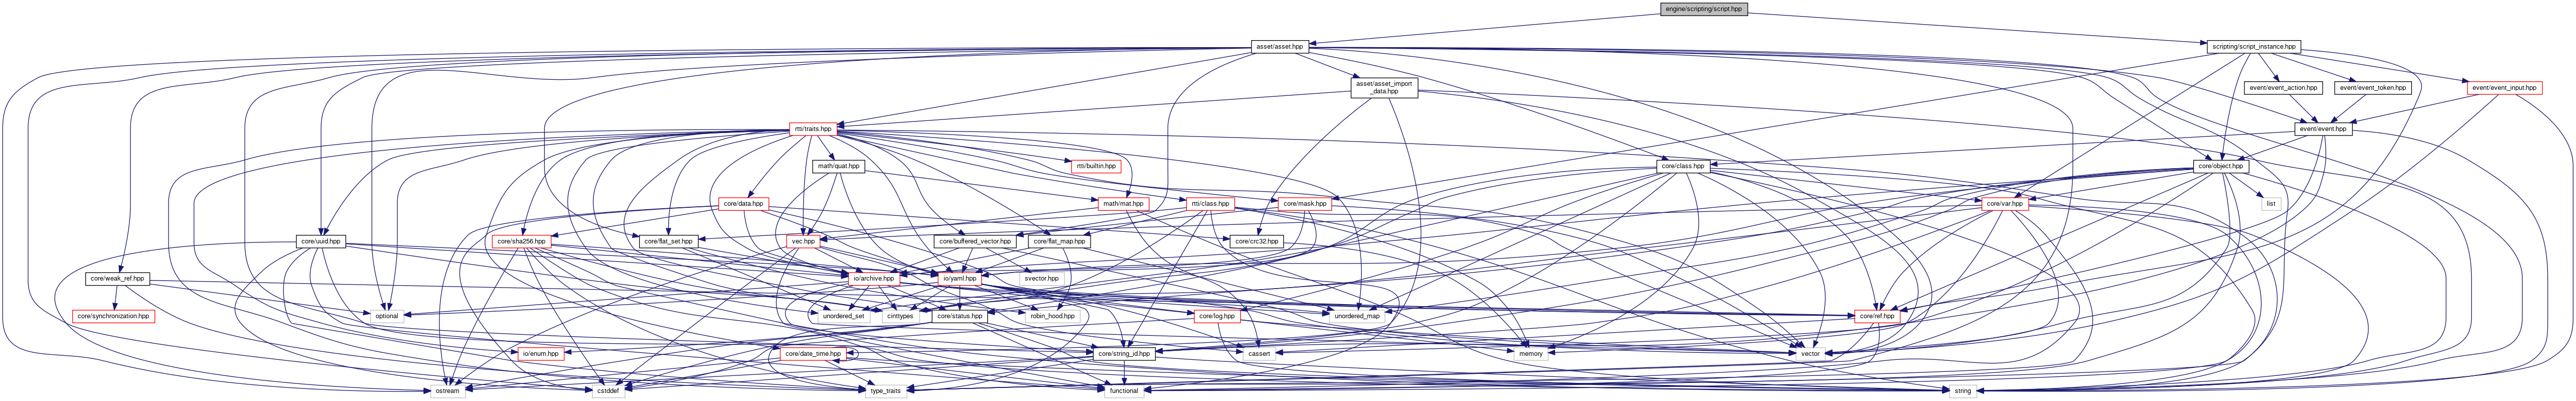 engine/scripting/script.hpp
asset/asset.hpp
scripting/script_instance.hpp
asset/asset_import
_data.hpp
event/event_action.hpp
event/event_token.hpp
event/event_input.hpp
rtti/traits.hpp
event/event.hpp
math/quat.hpp
rtti/builtin.hpp
core/class.hpp
core/object.hpp
core/data.hpp
math/mat.hpp
rtti/class.hpp
core/mask.hpp
core/var.hpp
list
core/uuid.hpp
core/sha256.hpp
core/flat_set.hpp
vec.hpp
core/buffered_vector.hpp
core/flat_map.hpp
core/crc32.hpp
core/weak_ref.hpp
io/archive.hpp
io/yaml.hpp
svector.hpp
core/synchronization.hpp
optional
unordered_set
cinttypes
core/status.hpp
robin_hood.hpp
core/log.hpp
unordered_map
core/ref.hpp
io/enum.hpp
core/date_time.hpp
core/string_id.hpp
cassert
memory
vector
ostream
cstddef
type_traits
functional
string